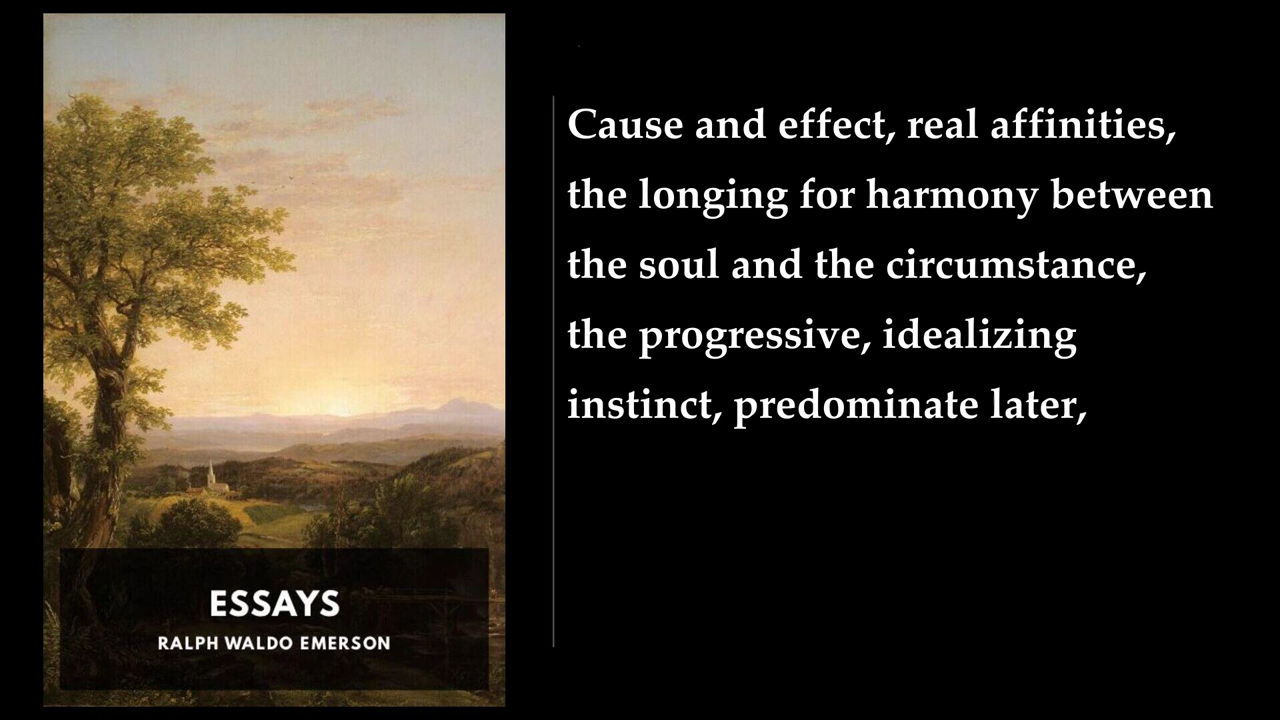 ESSAYS
RALPH WALDO EMERSON
Cause and effect, real affinities,
the longing for harmony between
the soul and the circumstance,
the progressive, idealizing
instinct, predominate later,